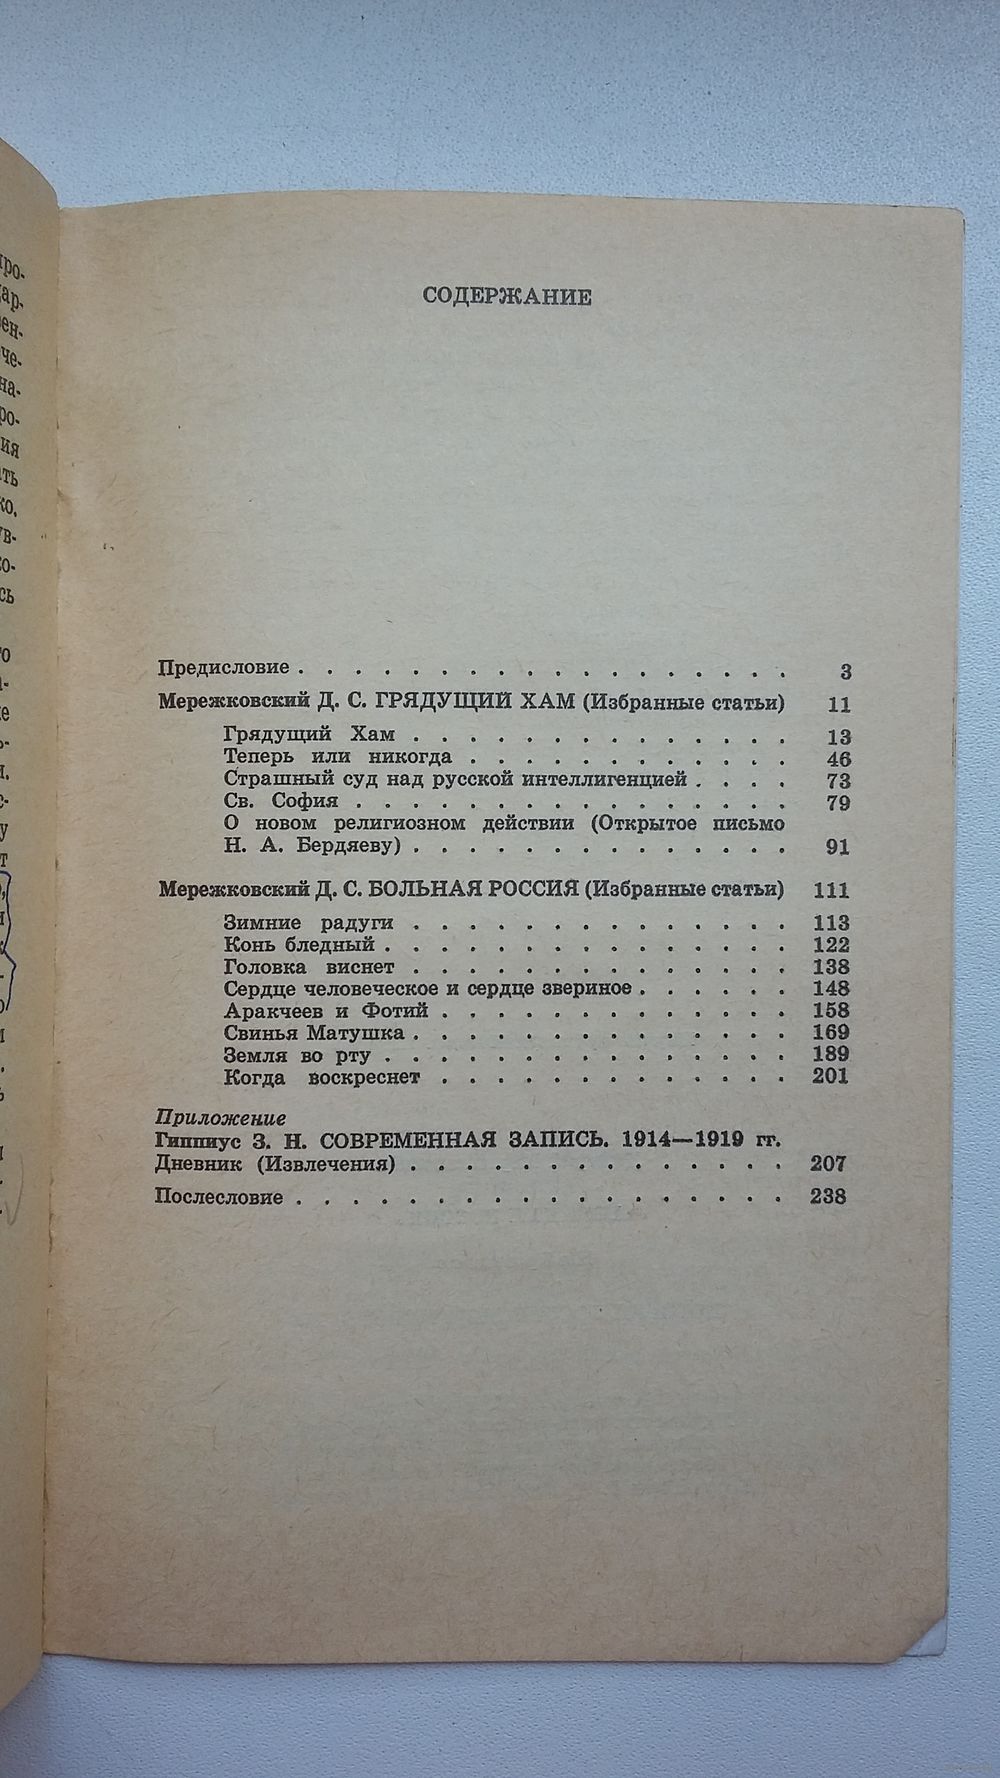 СОДЕРЖАНИЕ
Предисловие . . . . . . . . . . . . . . . . . . 3
Мережковский Д. С. ГРЯДУЩИЙ ХАМ (Избранные статьи) 11
Грядущий Хам . . . . . . . . . . . . . . 13
Теперь или никогда . . . . . . . . . . . . 46
Страшный суд над русской интеллигенцией . . . . 73
Св. София . . . . . . . . . . . . . . . . 79
О новом религиозном действии (Открытое письмо
Н. А. Бердяеву) . . . . . . . . . . . . . . 91
Мережковский Д. С. БОЛЬНАЯ РОССИЯ (Избранные статьи) 111
Зимние радуги . . . . . . . . . . . . . . 113
Конь бледный . . . . . . . . . . . . . . . 122
Головка виснет . . . . . . . . . . . . . . 138
Сердце человеческое и сердце звериное . . . . . . 148
Аракчеев и Фотий . . . . . . . . . . . . . 158
Свинья Матушка . . . . . . . . . . . . . . 169
Земля во рту . . . . . . . . . . . . . . . 189
Когда воскреснет . . . . . . . . . . . . . 201
Приложение
Гиппиус З. Н. СОВРЕМЕННАЯ ЗАПИСЬ. 1914—1919 гг.
Дневник (Извлечения) . . . . . . . . . . . . . . 207
Послесловие . . . . . . . . . . . . . . . . . . 238